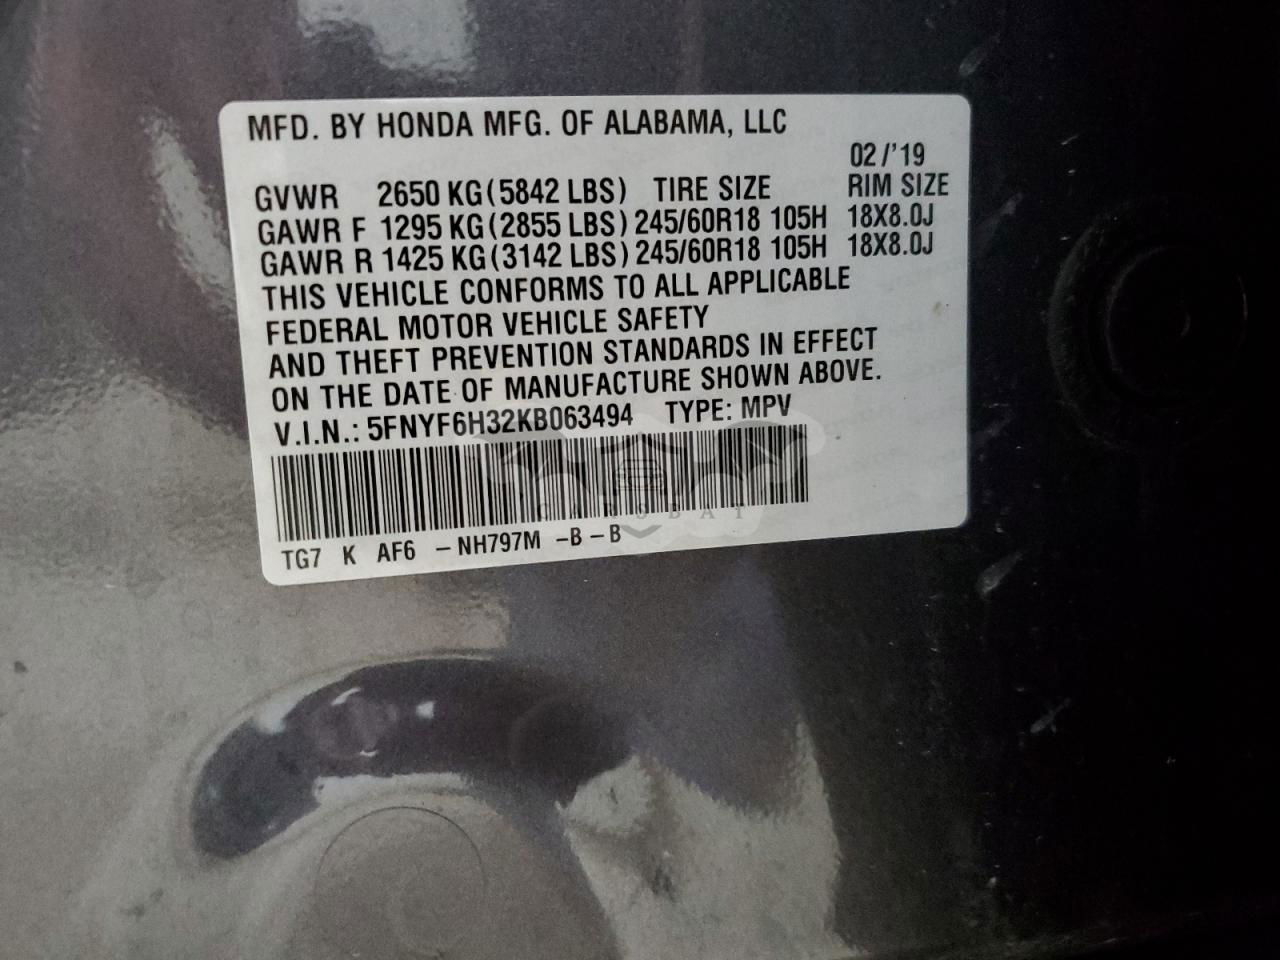 MFD. BY HONDA MFG. OF ALABAMA, LLC
02 /'19
GVWR 2650 KG (5842 LBS) TIRE SIZE RIM SIZE
GAWR F 1295 KG (2855 LBS) 245/60R18 105H 18X8.0J
GAWR R 1425 KG (3142 LBS) 245/60R18 105H 18X8.0J
THIS VEHICLE CONFORMS TO ALL APPLICABLE
FEDERAL MOTOR VEHICLE SAFETY
AND THEFT PREVENTION STANDARDS IN EFFECT
ON THE DATE OF MANUFACTURE SHOWN ABOVE.
V.I.N.: 5FNYF6H32KB063494 TYPE: MPV
CAROBAY
TG7 K AF6 - NH797M -B - B